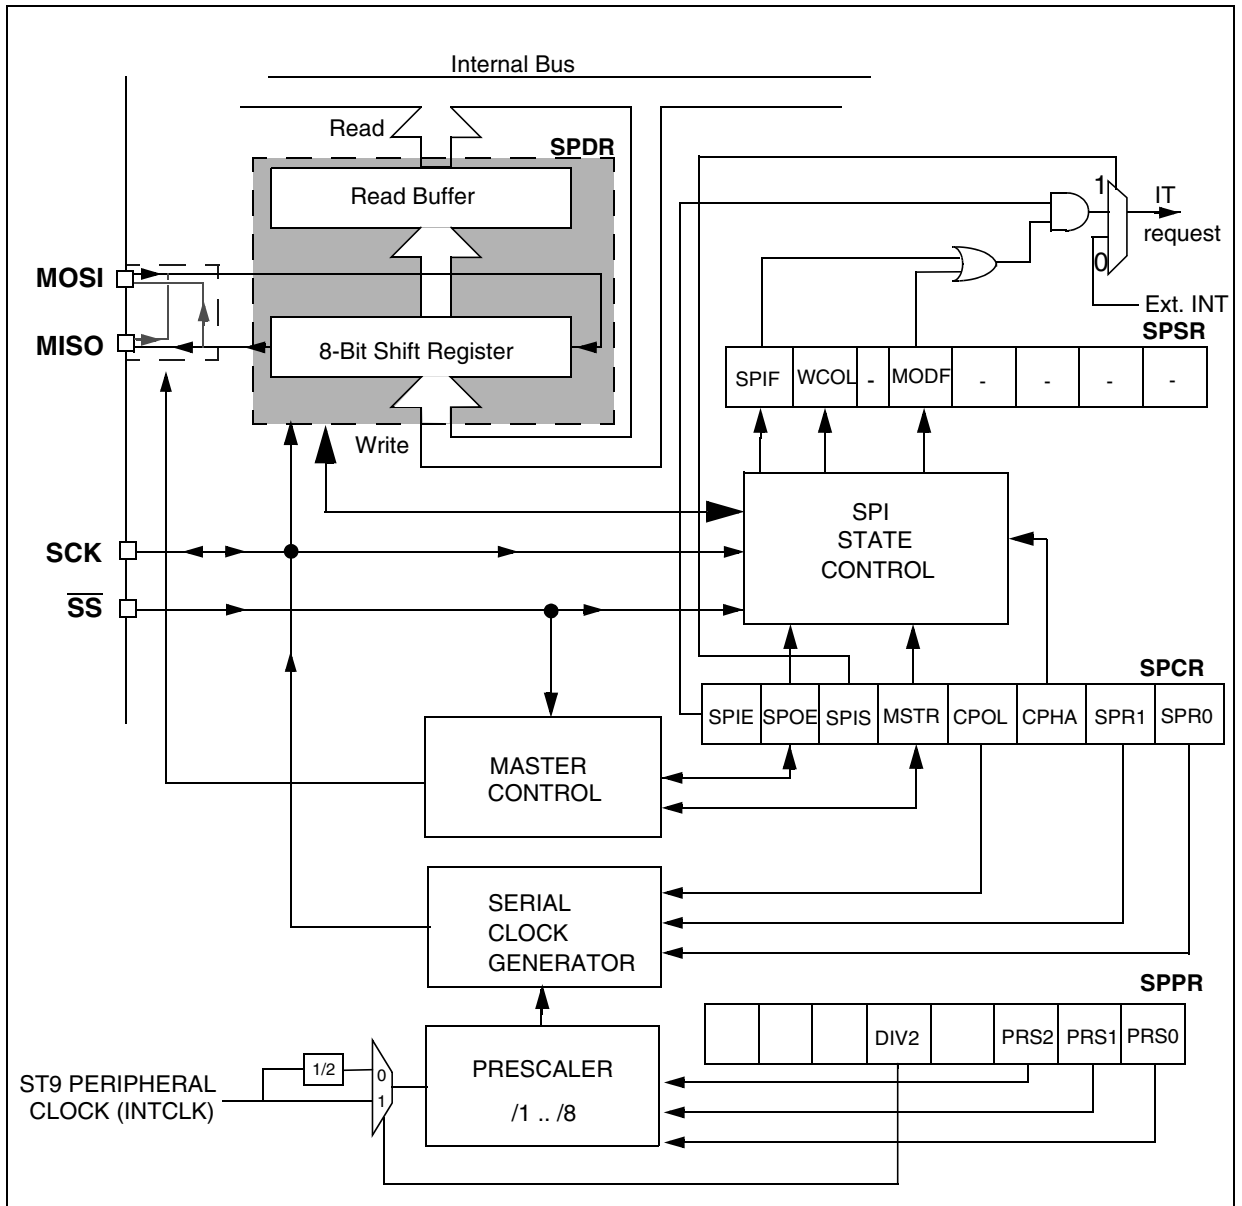 Internal Bus
Read
SPDR
Read Buffer
1
IT
request
MOSI
0
Ext. INT
MISO
8-Bit Shift Register
SPSR
SPIF WCOL - MODF - - - -
Write
SPI
STATE
CONTROL
SCK
SS
SPCR
SPIE SPOE SPIS MSTR CPOL CPHA SPR1 SPR0
MASTER
CONTROL
SERIAL
CLOCK
GENERATOR
SPPR
DIV2 PRS2 PRS1 PRS0
ST9 PERIPHERAL
CLOCK (INTCLK)
1/2
0
1
PRESCALER
/1 .. /8